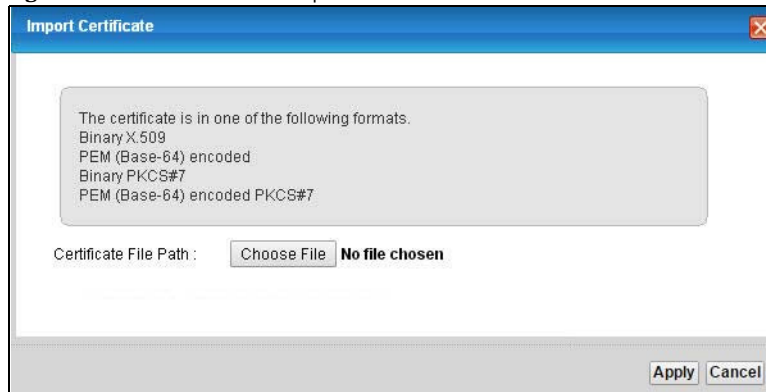 Import Certificate
The certificate is in one of the following formats.
Binary X.509
PEM (Base-64) encoded
Binary PKCS#7
PEM (Base-64) encoded PKCS#7
Certificate File Path : Choose File No file chosen
Apply Cancel